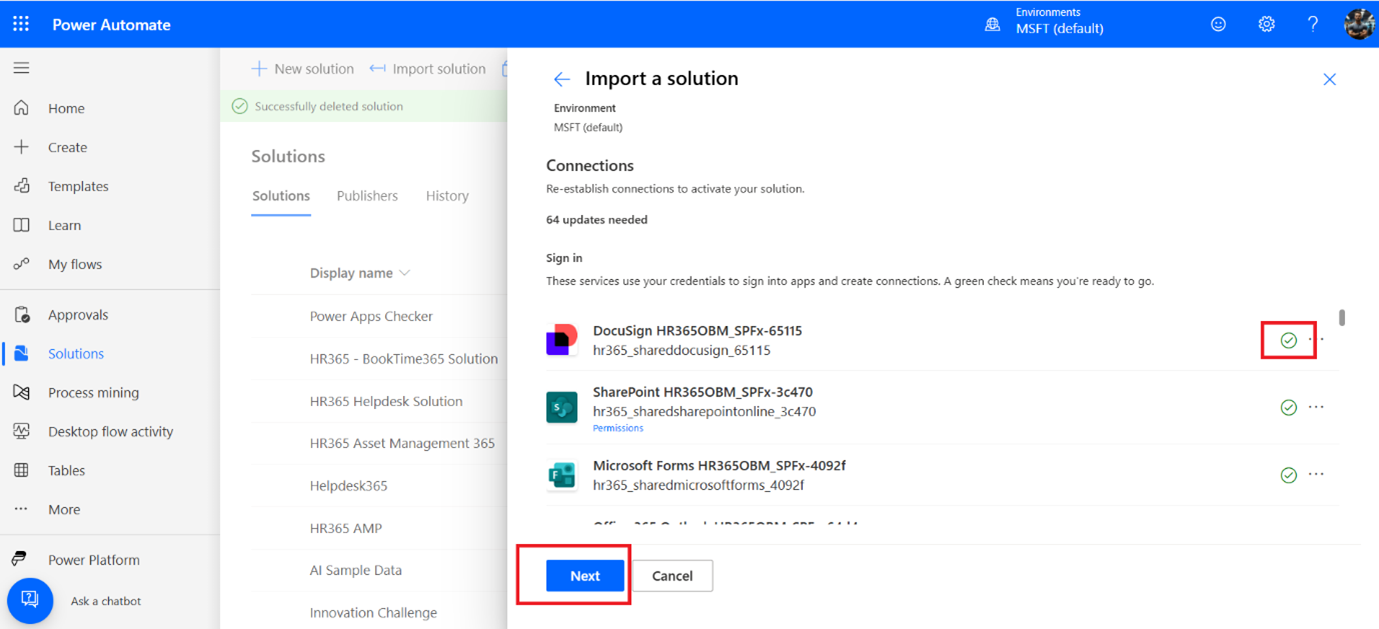 Power Automate
Environments
MSFT (default)
Home
Create
Templates
Learn
My flows
Approvals
Solutions
Process mining
Desktop flow activity
Tables
More
Power Platform
Ask a chatbot
New solution
Import solution
Successfully deleted solution
Solutions
Solutions Publishers History
Display name
Power Apps Checker
HR365 - BookTime365 Solution
HR365 Helpdesk Solution
HR365 Asset Management 365
Helpdesk365
HR365 AMP
AI Sample Data
Innovation Challenge
Import a solution
Environment
MSFT (default)
Connections
Re-establish connections to activate your solution.
64 updates needed
Sign in
These services use your credentials to sign into apps and create connections. A green check means you're ready to go.
DocuSign HR365OBM_SPFx-65115
hr365_shareddocusign_65115
SharePoint HR365OBM_SPFx-3c470
hr365_sharedsharepointonline_3c470
Permissions
Microsoft Forms HR365OBM_SPFx-4092f
hr365_sharedmicrosoftforms_4092f
Next Cancel